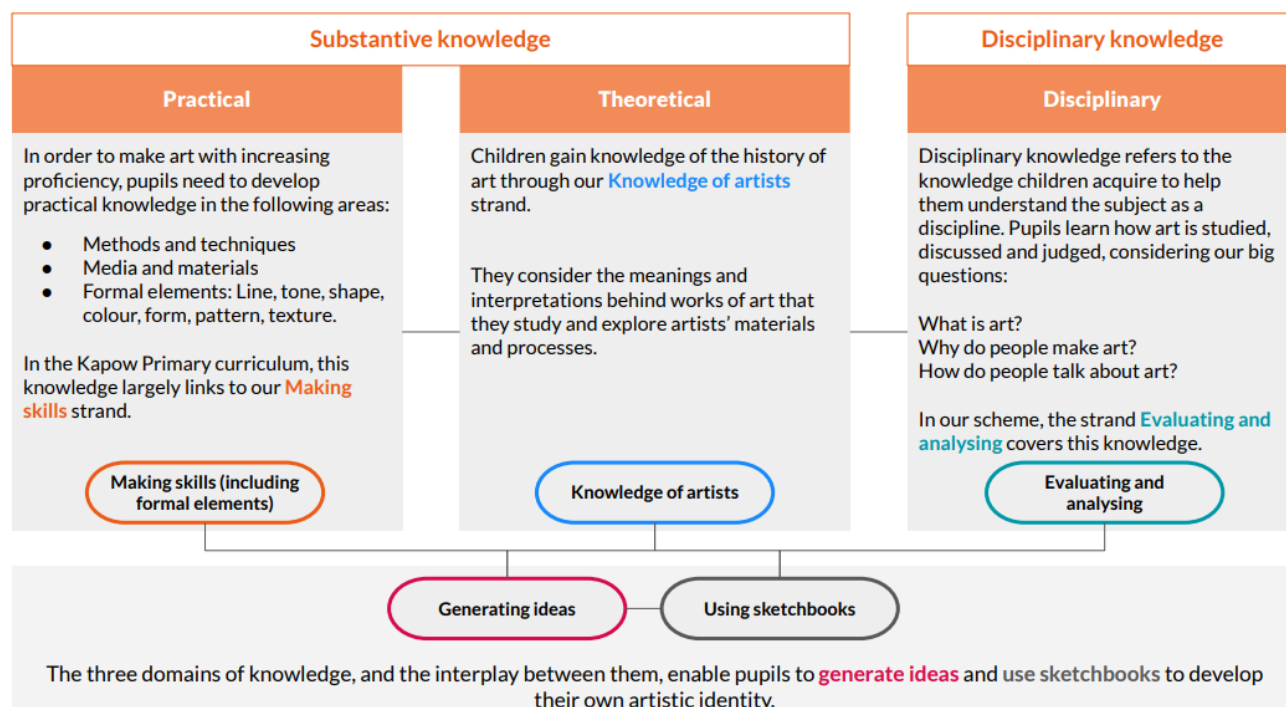 Substantive knowledge
Disciplinary knowledge
Practical
Theoretical
Disciplinary
In order to make art with increasing
proficiency, pupils need to develop
practical knowledge in the following areas:
● Methods and techniques
● Media and materials
● Formal elements: Line, tone, shape,
colour, form, pattern, texture.
In the Kapow Primary curriculum, this
knowledge largely links to our Making
skills strand.
Making skills (including
formal elements)
Children gain knowledge of the history of
art through our Knowledge of artists
strand.
They consider the meanings and
interpretations behind works of art that
they study and explore artists’ materials
and processes.
Knowledge of artists
Disciplinary knowledge refers to the
knowledge children acquire to help
them understand the subject as a
discipline. Pupils learn how art is studied,
discussed and judged, considering our big
questions:
What is art?
Why do people make art?
How do people talk about art?
In our scheme, the strand Evaluating and
analysing covers this knowledge.
Evaluating and
analysing
Generating ideas
Using sketchbooks
The three domains of knowledge, and the interplay between them, enable pupils to generate ideas and use sketchbooks to develop
their own artistic identity.